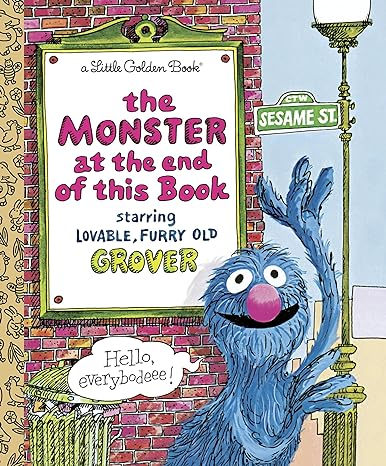 a Little Golden Book®
the
MONSTER
at the end
of this Book
starring
LOVABLE, FURRY OLD
GROVER
CTW
SESAME ST.
Hello,
everybodeee!